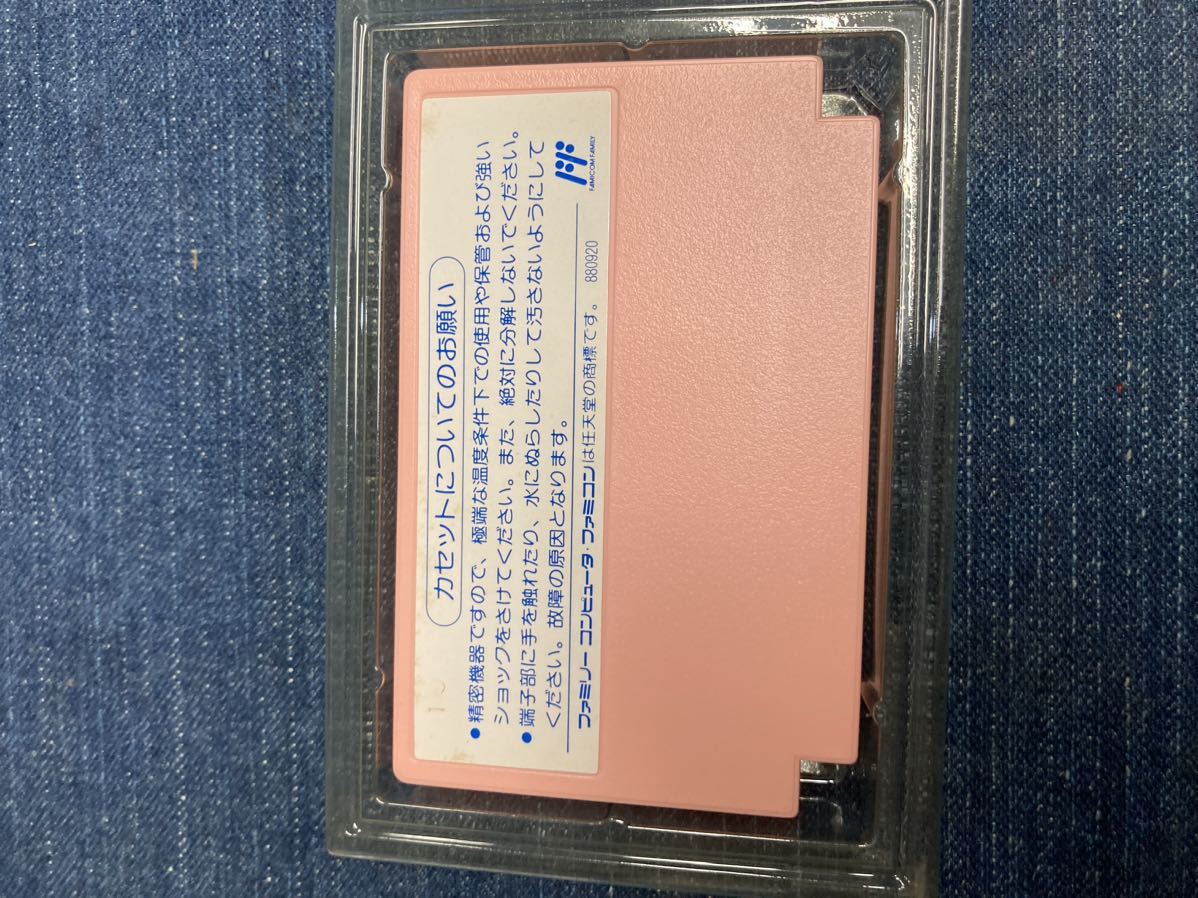 カセットについてのお願い
●精密機器ですので、極端な温度条件下での使用や保管および強い
ショックをさけてください。また、絶対に分解しないでください。
●端子部に手を触れたり、水にぬらしたりして汚さないようにして
ください。故障の原因となります。
ファミリー コンピュータ・ファミコンは任天堂の商標です。 880920
FAMICOM FAMILY